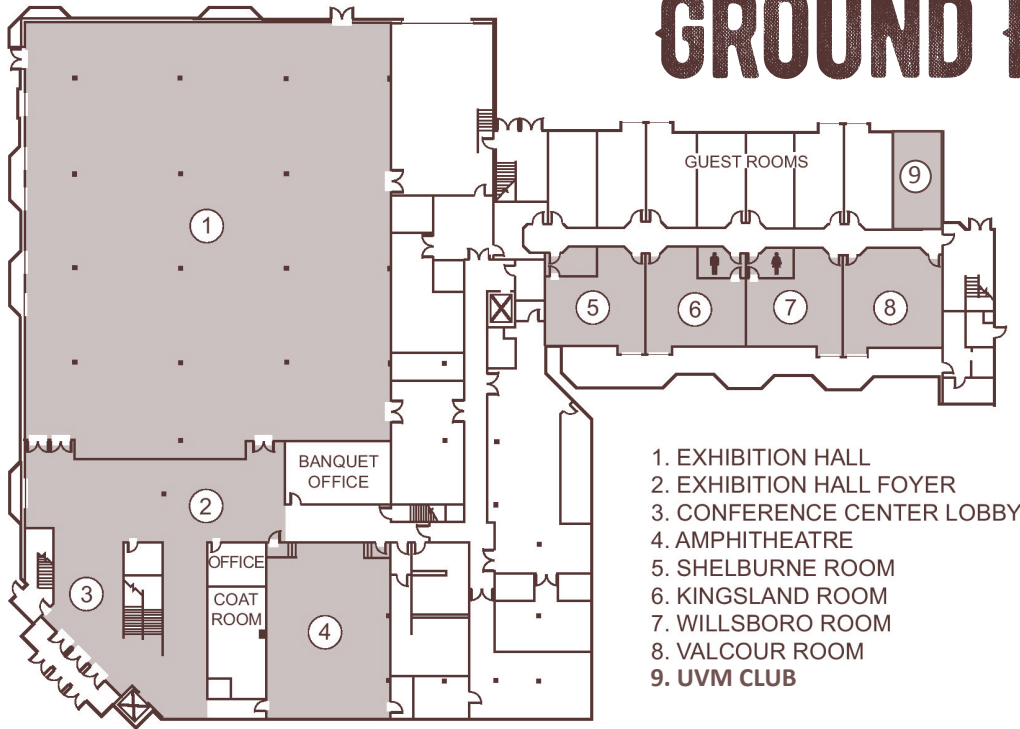 GROUND
GUEST ROOMS
9
1
5
6
7
8
BANQUET
OFFICE
2
OFFICE
COAT
ROOM
3
4
1. EXHIBITION HALL
2. EXHIBITION HALL FOYER
3. CONFERENCE CENTER LOBBY
4. AMPHITHEATRE
5. SHELBURNE ROOM
6. KINGSLAND ROOM
7. WILLSBORO ROOM
8. VALCOUR ROOM
9. UVM CLUB